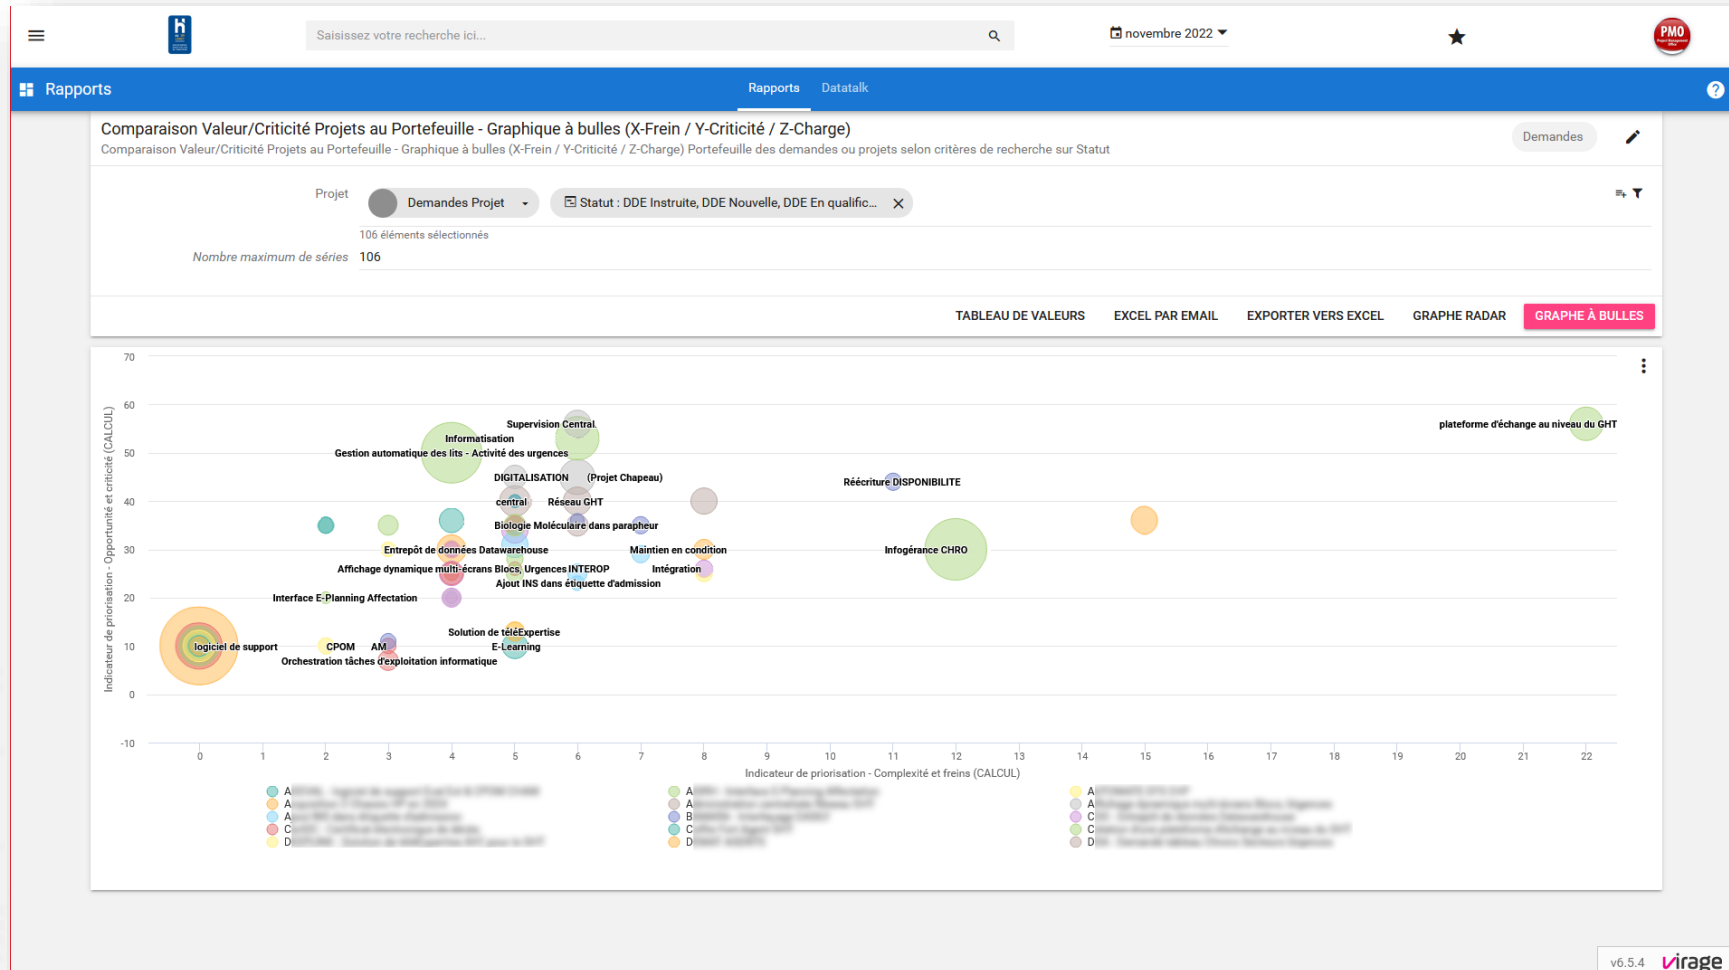 Saisissez votre recherche ici...
novembre 2022
PMO
Rapports
Rapports Datatalk
Comparaison Valeur/Criticité Projets au Portefeuille - Graphique à bulles (X-Frein / Y-Criticité / Z-Charge)
Comparaison Valeur/Criticité Projets au Portefeuille - Graphique à bulles (X-Frein / Y-Criticité / Z-Charge) Portefeuille des demandes ou projets selon critères de recherche sur Statut
Demandes
Projet
Demandes Projet
Statut : DDE Instruite, DDE Nouvelle, DDE En qualific...
106 éléments sélectionnés
Nombre maximum de séries 106
TABLEAU DE VALEURS EXCEL PAR EMAIL EXPORTER VERS EXCEL GRAPHE RADAR GRAPHE À BULLES
70
60
50
40
30
20
10
0
-10
Indicateur de priorisation - Opportunité et criticité (CALCUL)
Supervision Central
plateforme d'échange au niveau du GHT
Informatisation
Gestion automatique des lits - Activité des urgences
DIGITALISATION (Projet Chapeau)
Réécriture DISPONIBILITE
central Réseau GHT
Biologie Moléculaire dans parapheur
Entrepôt de données Datawarehouse Maintien en condition Infogérance CHRO
Affichage dynamique multi-écrans Blocs, Urgences INTEROP Intégration
Ajout INS dans étiquette d'admission
Interface E-Planning Affectation
Solution de téléExpertise
logiciel de support CPOM AM E-Learning
Orchestration tâches d'exploitation informatique
0 1 2 3 4 5 6 7 8 9 10 11 12 13 14 15 16 17 18 19 20 21 22
Indicateur de priorisation - Complexité et freins (CALCUL)
A A A
A A A
A B C
C C C
D D D
v6.5.4 Virage